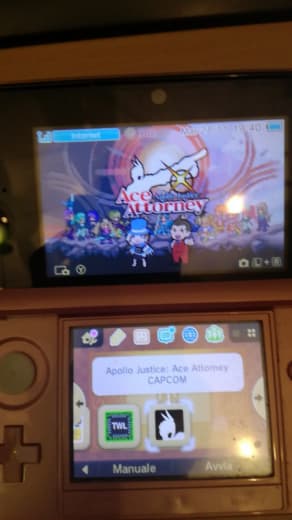 Internet
Ace
Attorney
Apollo Justice: Ace Attorney
CAPCOM
TWL
Manuale
Avvia